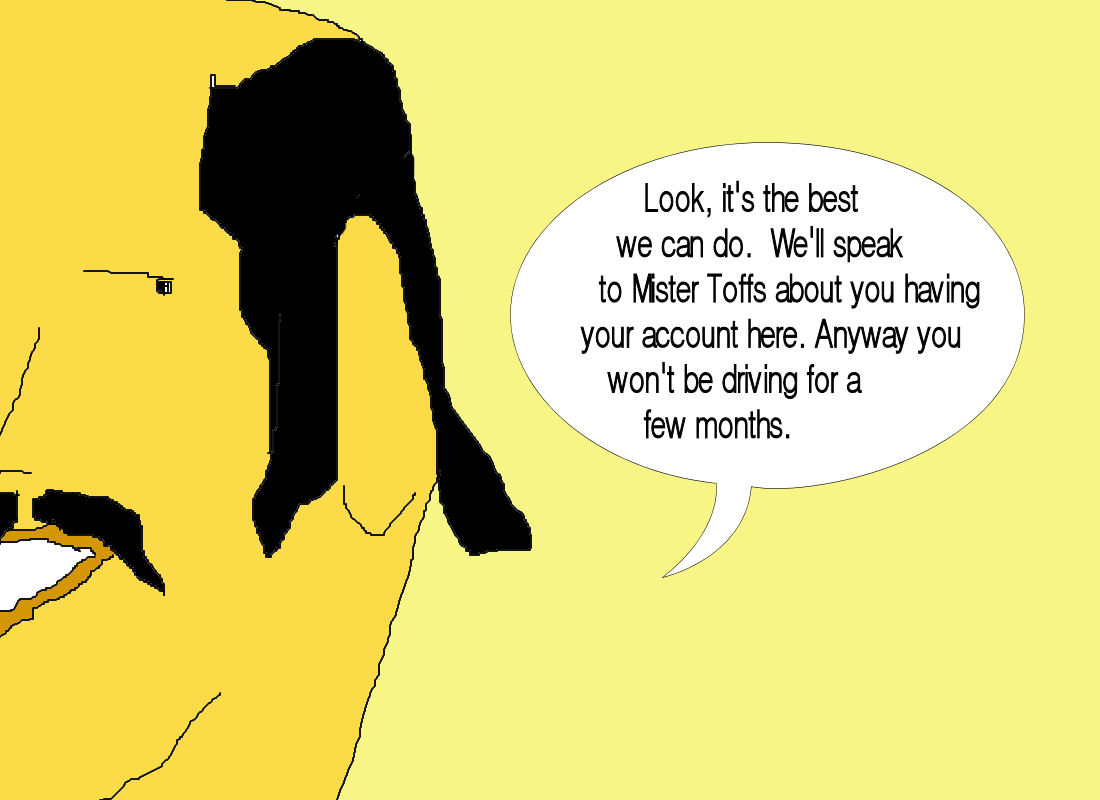 Look, it's the best
we can do.  We'll speak
to Mister Toffs about you having
your account here. Anyway you
won't be driving for a
few months.